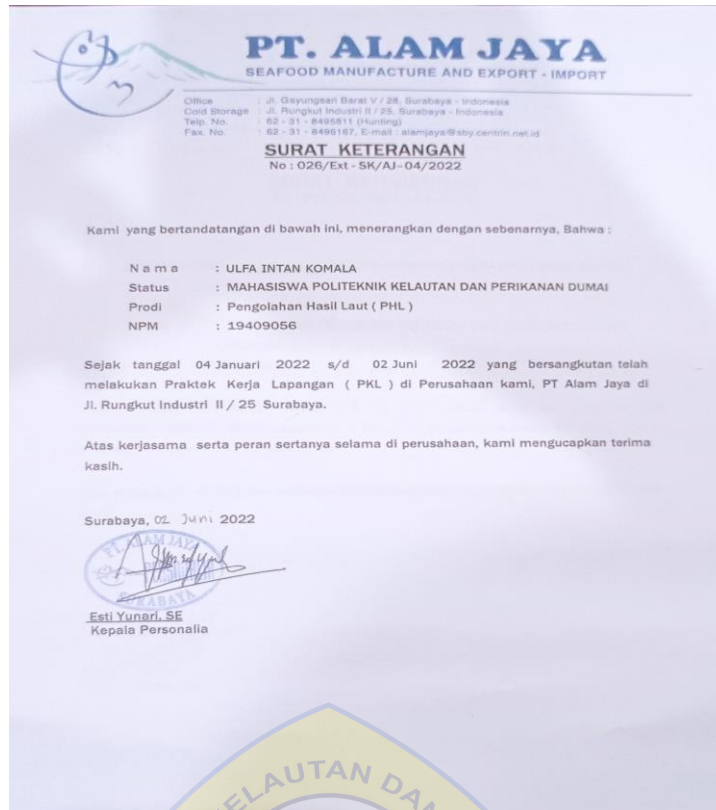 PT. ALAM JAYA
SEAFOOD MANUFACTURE AND EXPORT - IMPORT
Office : Jl. Gayungsari Barat V / 28, Surabaya - Indonesia
Cold Storage : Jl. Rungkut Industri II / 25, Surabaya - Indonesia
Telp. No. : 62 - 31 - 8495811 (Hunting)
Fax. No. : 62 - 31 - 8496187, E-mail : alamjaya@sby.centrin.net.id
SURAT KETERANGAN
No : 026/Ext - SK/AJ-04/2022
Kami yang bertandatangan di bawah ini, menerangkan dengan sebenarnya, Bahwa :
N a m a : ULFA INTAN KOMALA
Status : MAHASISWA POLITEKNIK KELAUTAN DAN PERIKANAN DUMAI
Prodi : Pengolahan Hasil Laut ( PHL )
NPM : 19409056
Sejak tanggal 04 Januari 2022 s/d 02 Juni 2022 yang bersangkutan telah
melakukan Praktek Kerja Lapangan ( PKL ) di Perusahaan kami, PT Alam Jaya di
Jl. Rungkut Industri II / 25 Surabaya.
Atas kerjasama serta peran sertanya selama di perusahaan, kami mengucapkan terima
kasih.
Surabaya, 02 Juni 2022
PT. ALAM JAYA
SURABAYA
Esti Yunari, SE
Kepala Personalia
KELAUTAN DAN